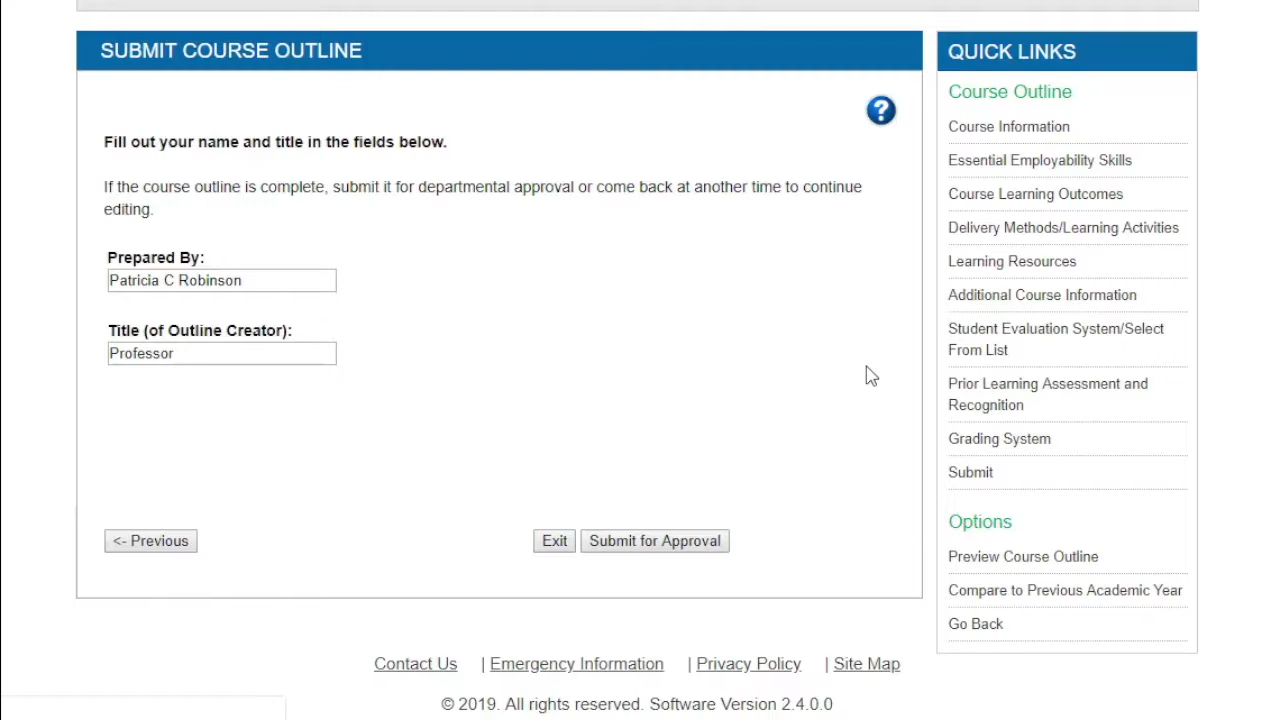 SUBMIT COURSE OUTLINE
?
Fill out your name and title in the fields below.
If the course outline is complete, submit it for departmental approval or come back at another time to continue
editing.
Prepared By:
Patricia C Robinson
Title (of Outline Creator):
Professor
<- Previous
Exit
Submit for Approval
QUICK LINKS
Course Outline
Course Information
Essential Employability Skills
Course Learning Outcomes
Delivery Methods/Learning Activities
Learning Resources
Additional Course Information
Student Evaluation System/Select
From List
Prior Learning Assessment and
Recognition
Grading System
Submit
Options
Preview Course Outline
Compare to Previous Academic Year
Go Back
Contact Us | Emergency Information | Privacy Policy | Site Map
© 2019. All rights reserved. Software Version 2.4.0.0